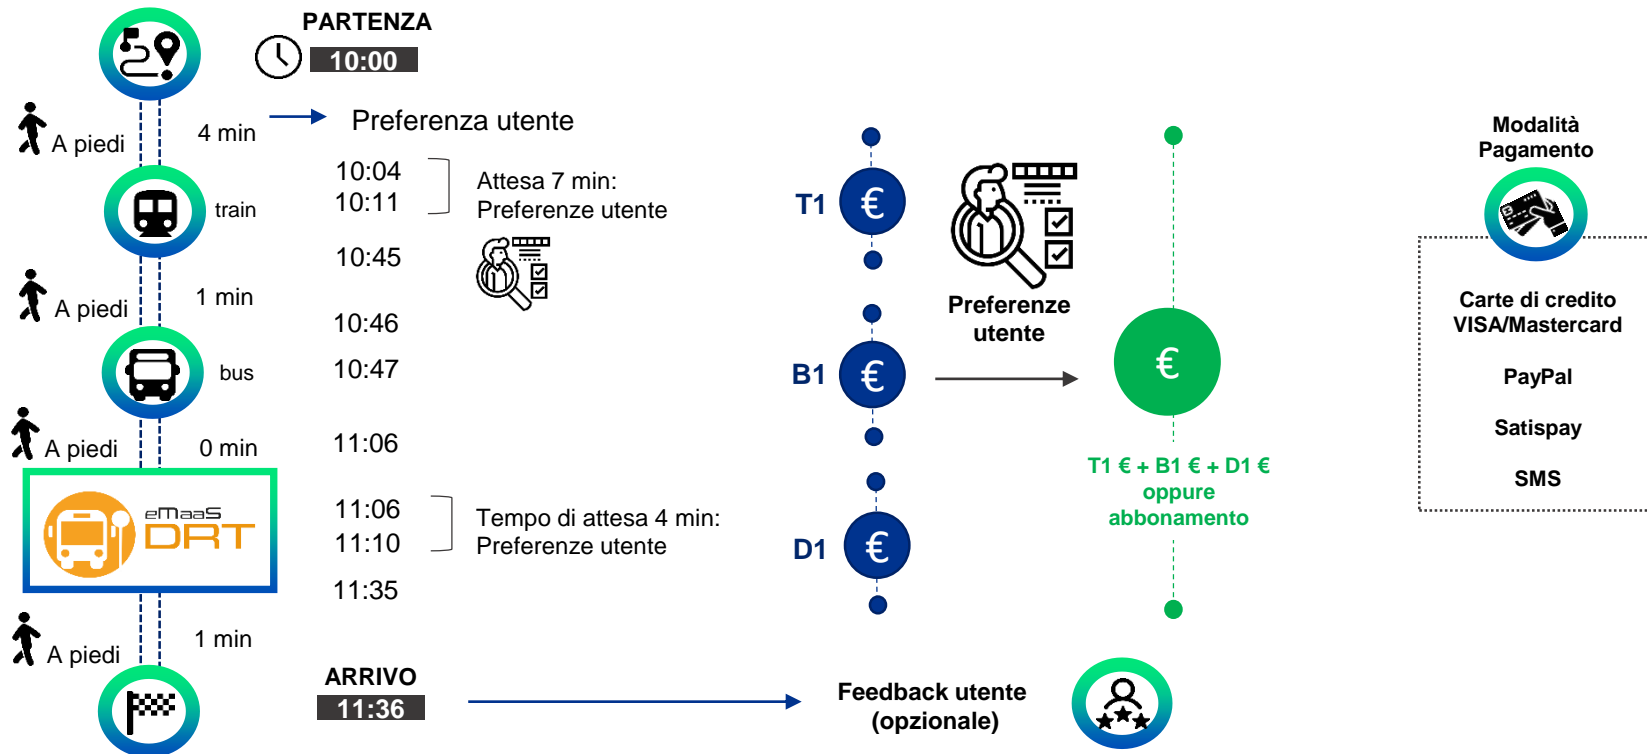 PARTENZA
10:00
A piedi
4 min
Preferenza utente
10:04
10:11
Attesa 7 min:
Preferenze utente
train
10:45
A piedi
1 min
10:46
bus
10:47
A piedi
0 min
11:06
eMaaS
DRT
11:06
11:10
Tempo di attesa 4 min:
Preferenze utente
11:35
A piedi
1 min
ARRIVO
11:36
T1
€
B1
€
D1
€
Preferenze
utente
€
T1 € + B1 € + D1 €
oppure
abbonamento
Feedback utente
(opzionale)
Modalità
Pagamento
Carte di credito
VISA/Mastercard
PayPal
Satispay
SMS